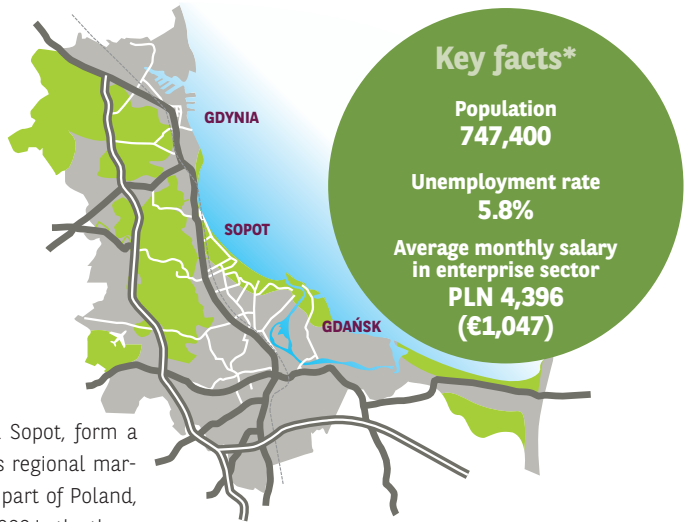 Key facts*
Population
747,400
Unemployment rate
5.8%
Average monthly salary
in enterprise sector
PLN 4,396
(€1,047)
GDYNIA
SOPOT
GDAŃSK
Sopot, form a
s regional mar-
part of Poland,